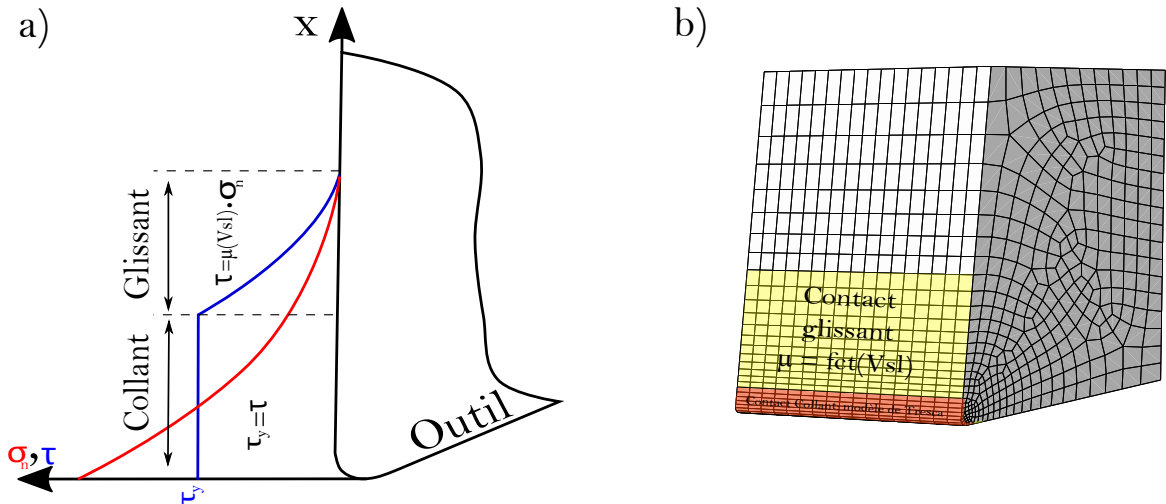 a)
x
Glissant
τ=μ(Vsl).σn
Collant
τy=τ
Outil
σn,τ
τy
b)
Contact
glissant
μ = fct(Vsl)
Contact Collant modèle de Tresca